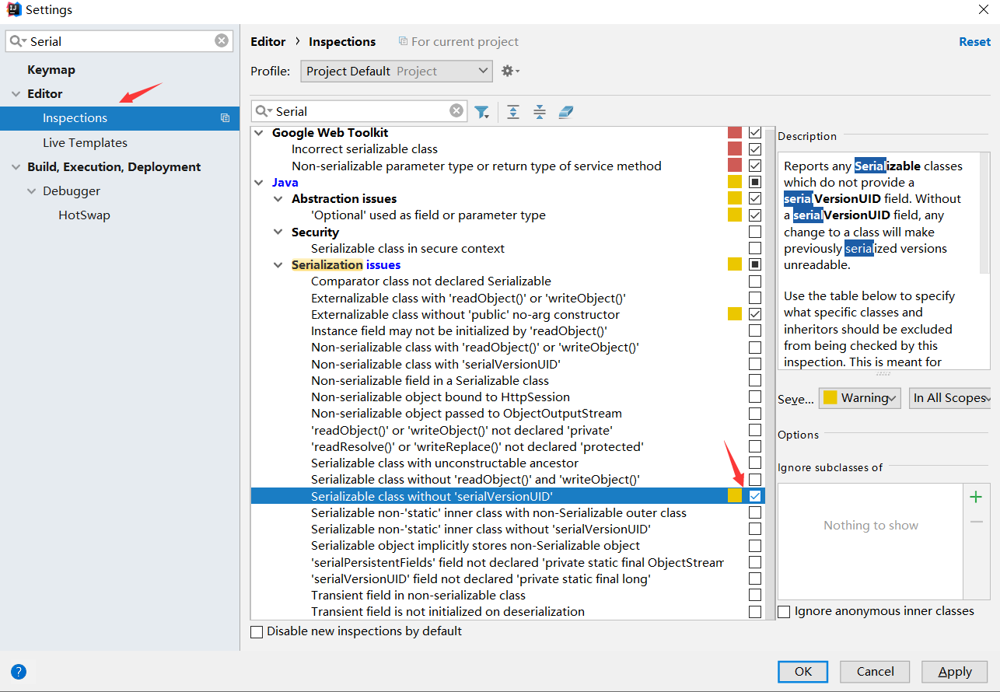 Settings
Serial
Keymap
Editor
Inspections
Live Templates
Build, Execution, Deployment
Debugger
HotSwap
Editor › Inspections For current project Reset
Profile: Project Default Project
Serial
Google Web Toolkit
Incorrect serializable class
Non-serializable parameter type or return type of service method
Java
Abstraction issues
'Optional' used as field or parameter type
Security
Serializable class in secure context
Serialization issues
Comparator class not declared Serializable
Externalizable class with 'readObject()' or 'writeObject()'
Externalizable class without 'public' no-arg constructor
Instance field may not be initialized by 'readObject()'
Non-serializable class with 'readObject()' or 'writeObject()'
Non-serializable class with 'serialVersionUID'
Non-serializable field in a Serializable class
Non-serializable object bound to HttpSession
Non-serializable object passed to ObjectOutputStream
'readObject()' or 'writeObject()' not declared 'private'
'readResolve()' or 'writeReplace()' not declared 'protected'
Serializable class with unconstructable ancestor
Serializable class without 'readObject()' and 'writeObject()'
Serializable class without 'serialVersionUID'
Serializable non-'static' inner class with non-Serializable outer class
Serializable non-'static' inner class without 'serialVersionUID'
Serializable object implicitly stores non-Serializable object
'serialPersistentFields' field not declared 'private static final ObjectStream
'serialVersionUID' field not declared 'private static final long'
Transient field in non-serializable class
Transient field is not initialized on deserialization
Disable new inspections by default
Description
Reports any Serializable classes
which do not provide a
serialVersionUID field. Without
a serialVersionUID field, any
change to a class will make
previously serialized versions
unreadable.
Use the table below to specify
what specific classes and
inheritors should be excluded
from being checked by this
inspection. This is meant for
Seve... Warning In All Scopes
Options
Ignore subclasses of
Nothing to show
Ignore anonymous inner classes
?
OK Cancel Apply